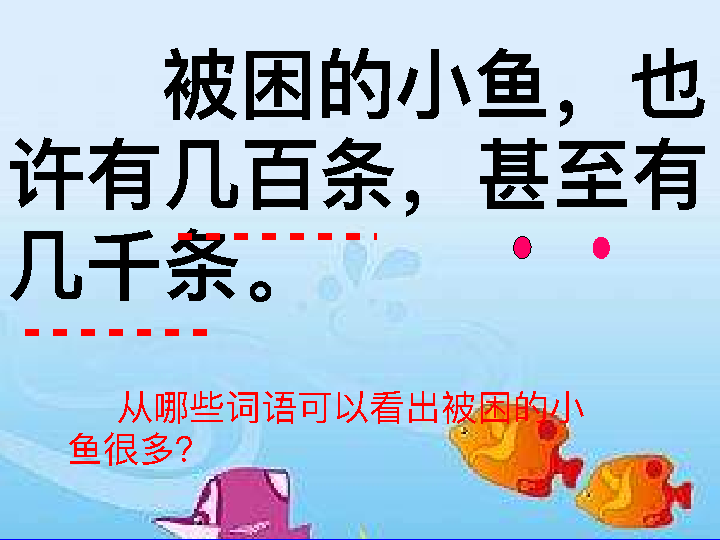 被困的小鱼，也
许有几百条，甚至有
几千条。
从哪些词语可以看出被困的小
鱼很多？